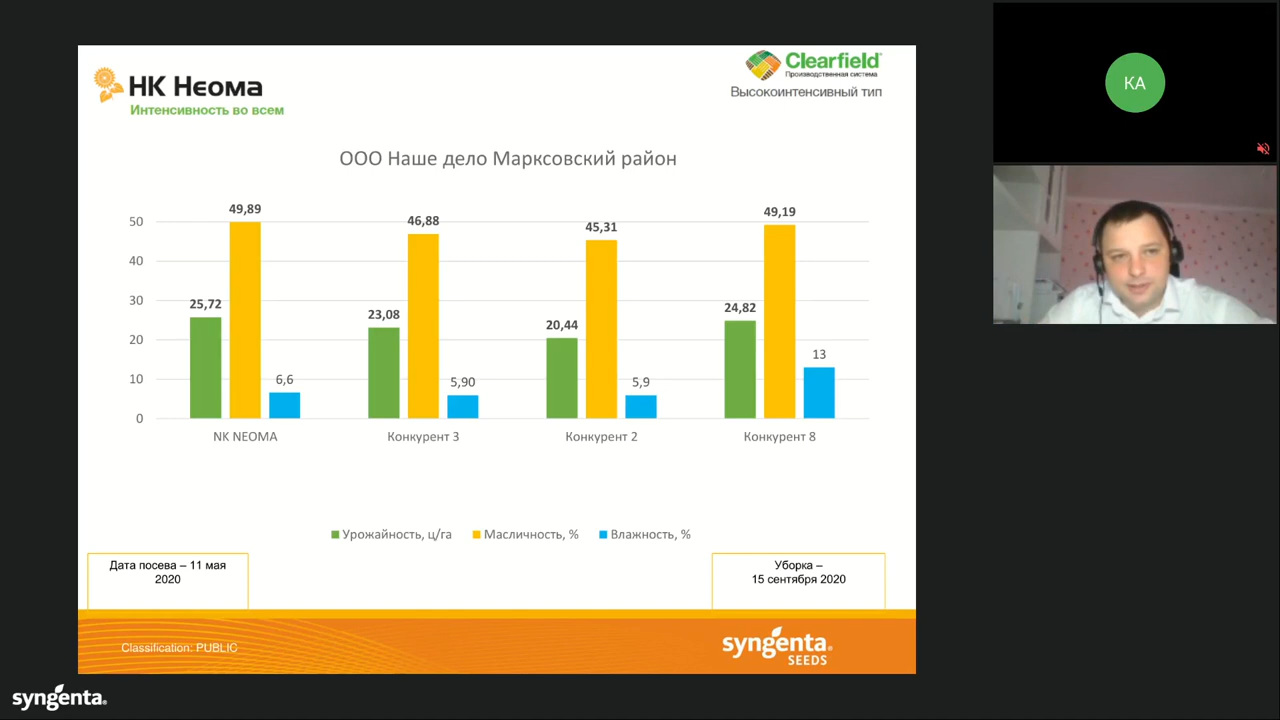 НК Неома
Интенсивность во всем
Clearfield
Производственная система
Высокоинтенсивный тип
ООО Наше дело Марксовский район
50
40
30
20
10
0
25,72
49,89
6,6
23,08
46,88
5,90
20,44
45,31
5,9
24,82
49,19
13
NK NEOMA
Конкурент 3
Конкурент 2
Конкурент 8
Урожайность, ц/га
Масличность, %
Влажность, %
Дата посева – 11 мая
2020
Уборка –
15 сентября 2020
Classification: PUBLIC
syngenta
SEEDS
syngenta
КА